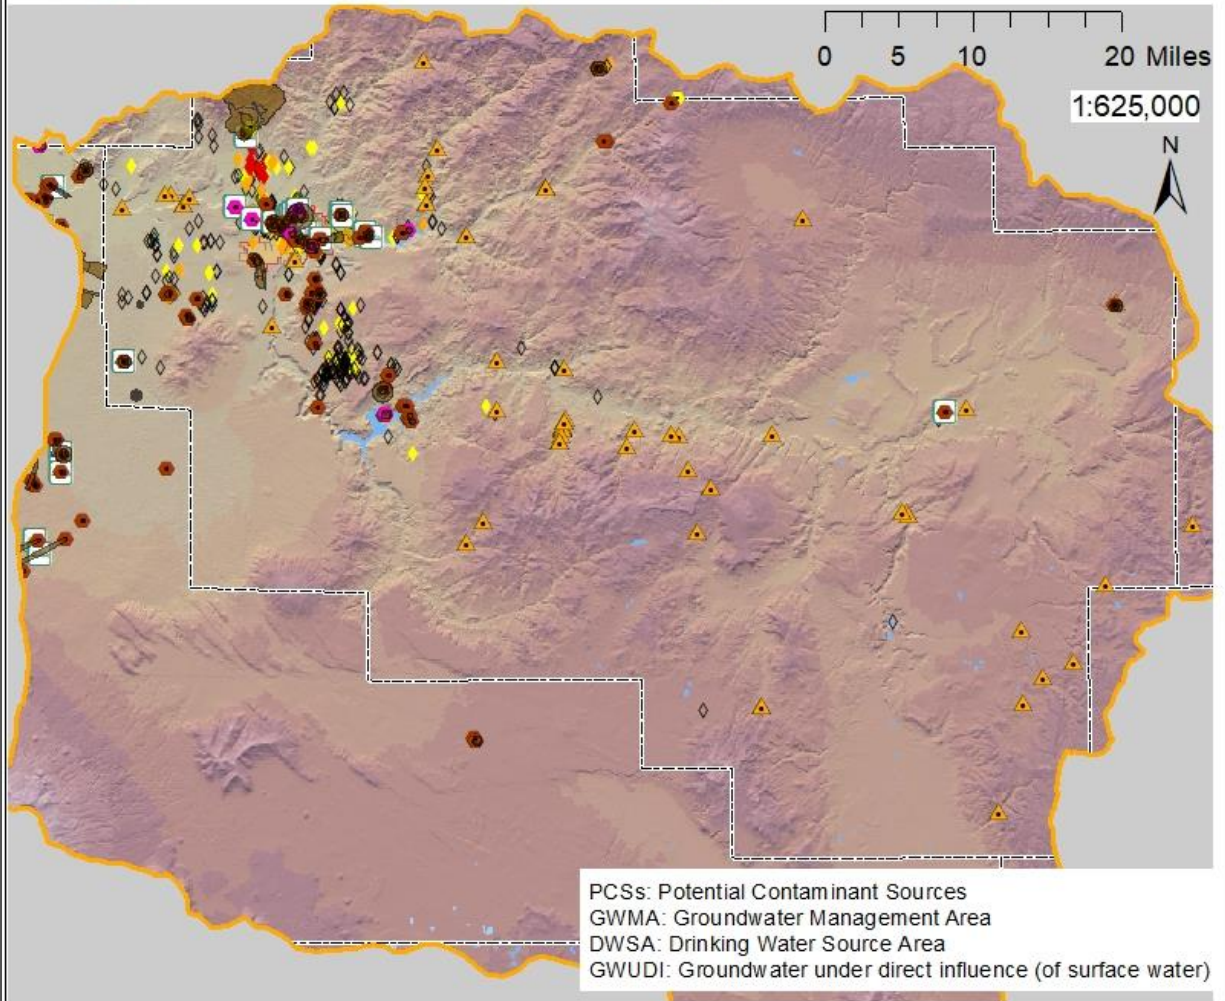 0 5 10 20 Miles
1:625,000
N
PCSs: Potential Contaminant Sources
GWMA: Groundwater Management Area
DWSA: Drinking Water Source Area
GWUDI: Groundwater under direct influence (of surface water)